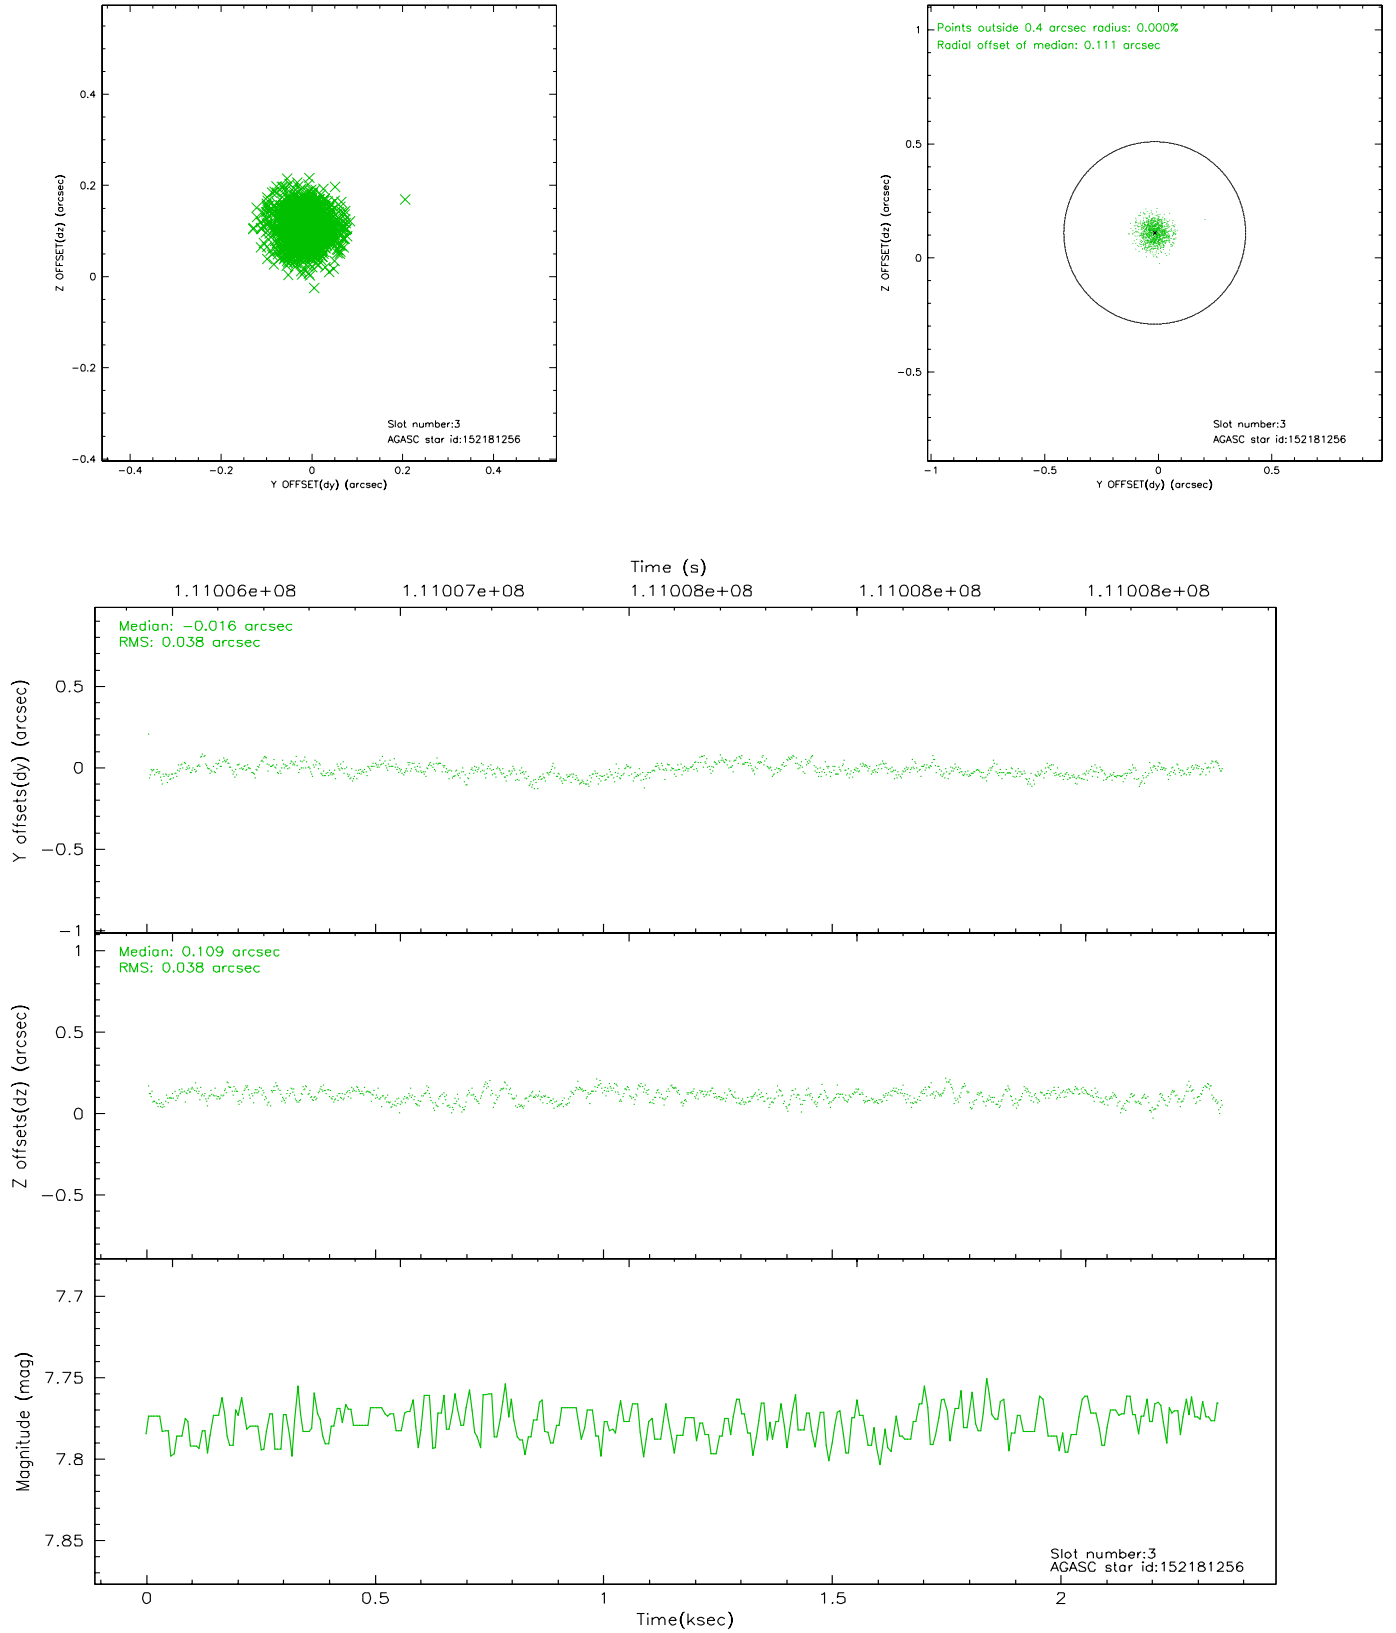 0.4
0.2
0
−0.2
−0.4
Z OFFSET(dz) (arcsec)
Slot number:3
AGASC star id:152181256
−0.4
−0.2
0
0.2
0.4
Y OFFSET(dy) (arcsec)
Points outside 0.4 arcsec radius: 0.000%
Radial offset of median: 0.111 arcsec
1
0.5
0
−0.5
Z OFFSET(dz) (arcsec)
Slot number:3
AGASC star id:152181256
−1
−0.5
0
0.5
Y OFFSET(dy) (arcsec)
Time (s)
1.11006e+08
1.11007e+08
1.11008e+08
1.11008e+08
1.11008e+08
Median: −0.016 arcsec
RMS: 0.038 arcsec
0.5
0
−0.5
−1
Y offsets(dy) (arcsec)
Median: 0.109 arcsec
RMS: 0.038 arcsec
1
0.5
0
−0.5
Z offsets(dz) (arcsec)
7.7
7.75
7.8
7.85
Magnitude (mag)
Slot number:3
AGASC star id:152181256
0
0.5
1
1.5
2
Time(ksec)